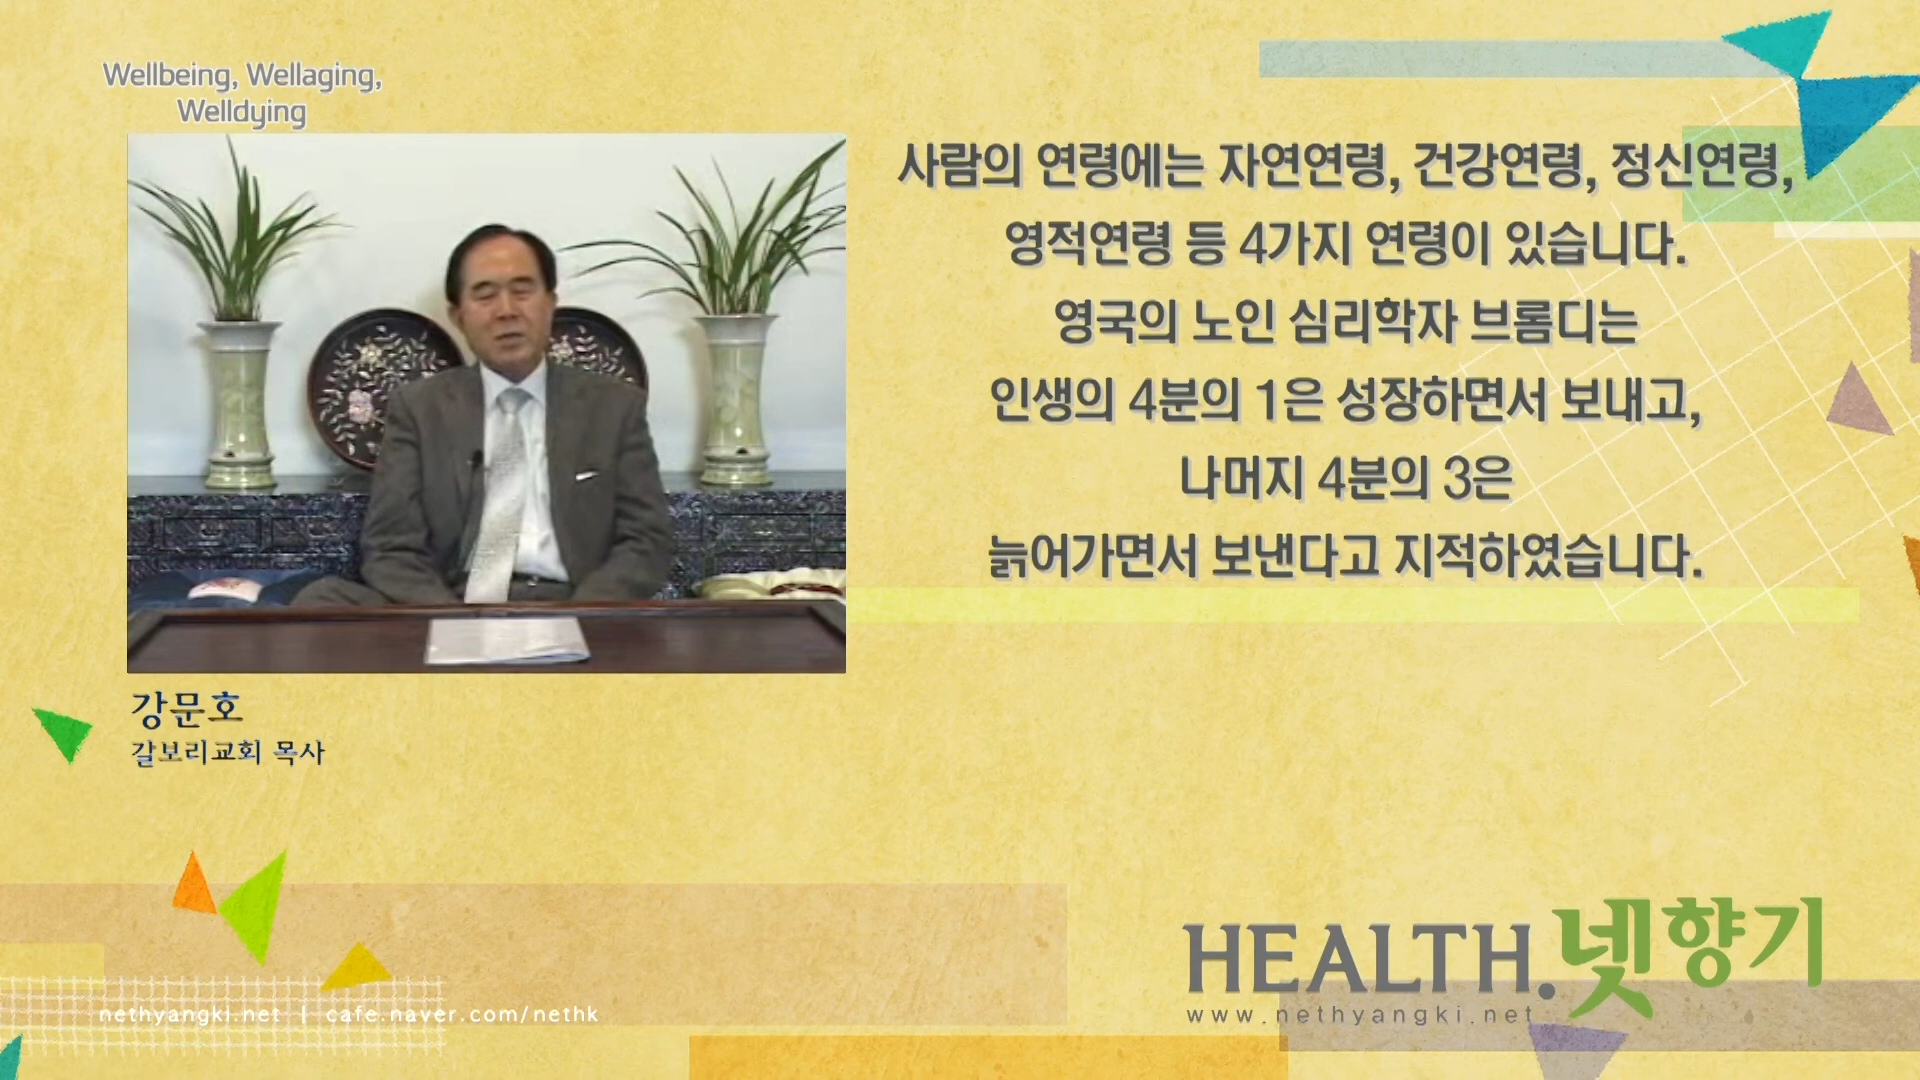 Wellbeing, Wellaging,
Welldying
사람의 연령에는 자연연령, 건강연령, 정신연령,
영적연령 등 4가지 연령이 있습니다.
영국의 노인 심리학자 브롬디는
인생의 4분의 1은 성장하면서 보내고,
나머지 4분의 3은
늙어가면서 보낸다고 지적하였습니다.
강문호
갈보리교회 목사
HEALTH.넷향기
www.nethyangki.net
nethyangki.net | cafe.naver.com/nethk